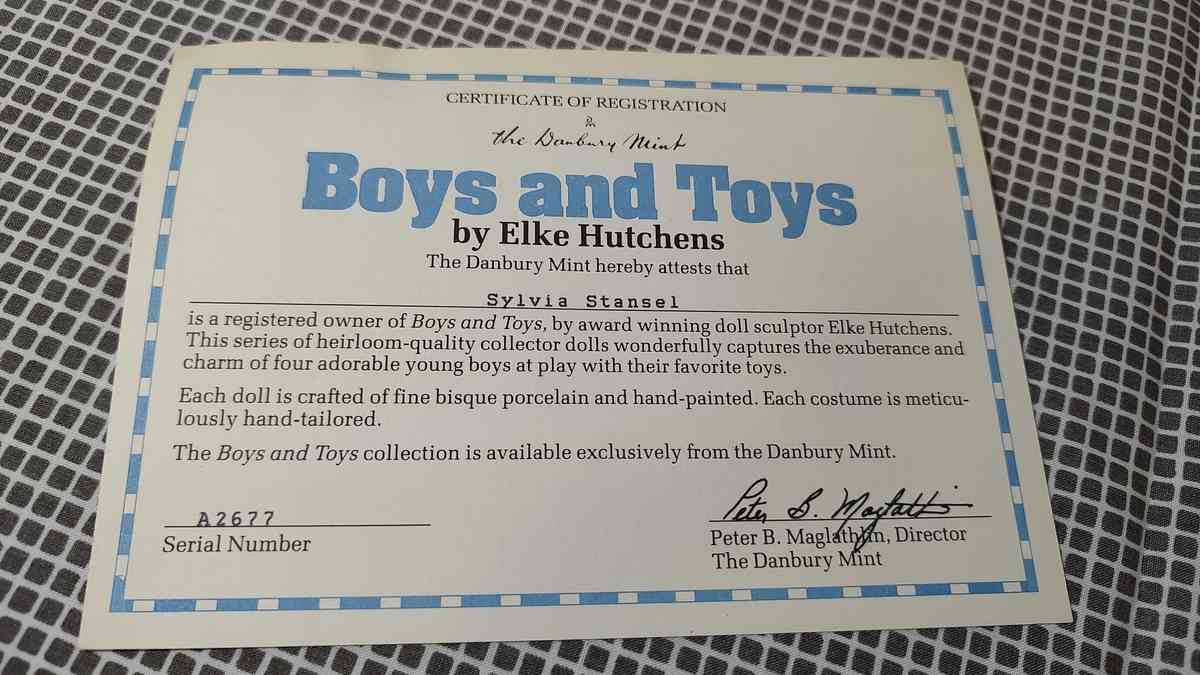 CERTIFICATE OF REGISTRATION
the Danbury Mint
Boys and Toys
by Elke Hutchens
The Danbury Mint hereby attests that
Sylvia Stansel
is a registered owner of Boys and Toys, by award winning doll sculptor Elke Hutchens.
This series of heirloom-quality collector dolls wonderfully captures the exuberance and
charm of four adorable young boys at play with their favorite toys.
Each doll is crafted of fine bisque porcelain and hand-painted. Each costume is meticu-
lously hand-tailored.
The Boys and Toys collection is available exclusively from the Danbury Mint.
A2677
Serial Number
Peter B. Maglathlin
Peter B. Maglathlin, Director
The Danbury Mint